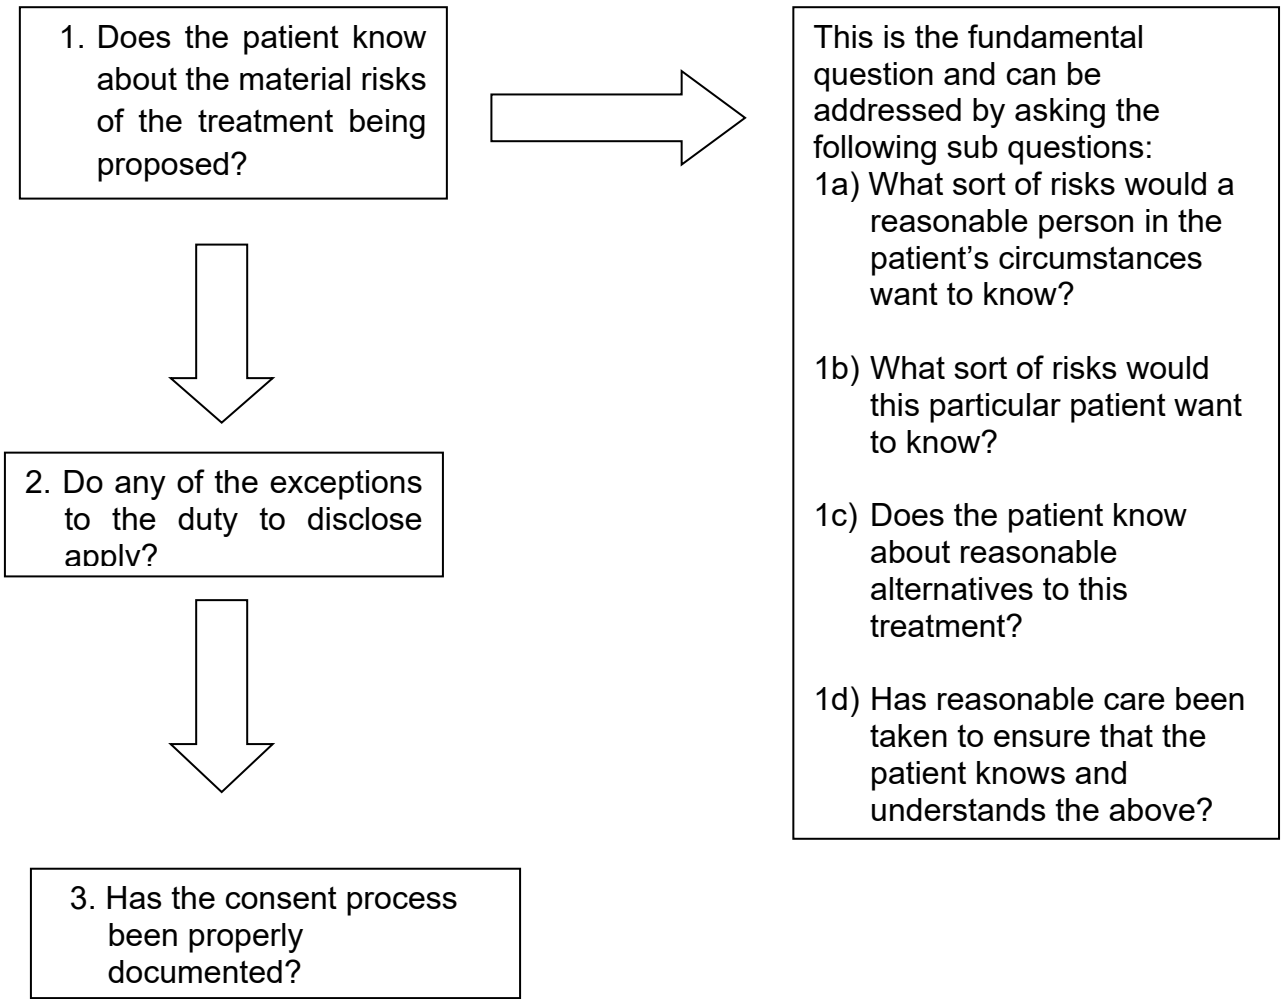 1. Does the patient know
about the material risks
of the treatment being
proposed?
This is the fundamental
question and can be
addressed by asking the
following sub questions:
1a) What sort of risks would a
reasonable person in the
patient’s circumstances
want to know?
1b) What sort of risks would
this particular patient want
to know?
1c) Does the patient know
about reasonable
alternatives to this
treatment?
1d) Has reasonable care been
taken to ensure that the
patient knows and
understands the above?
2. Do any of the exceptions
to the duty to disclose
apply?
3. Has the consent process
been properly
documented?